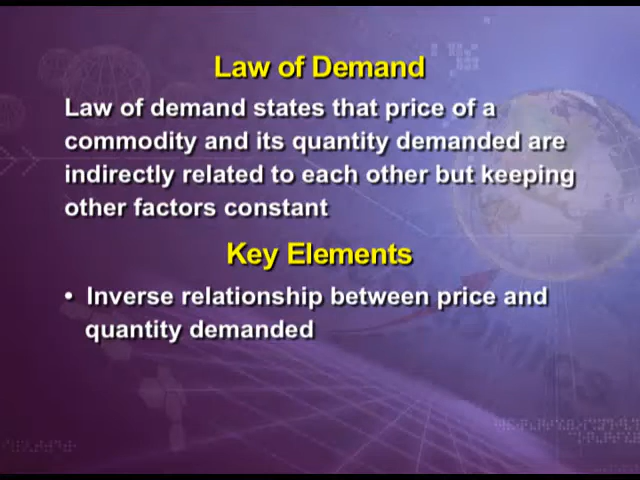 Law of Demand
Law of demand states that price of a
commodity and its quantity demanded are
indirectly related to each other but keeping
other factors constant
Key Elements
• Inverse relationship between price and
quantity demanded